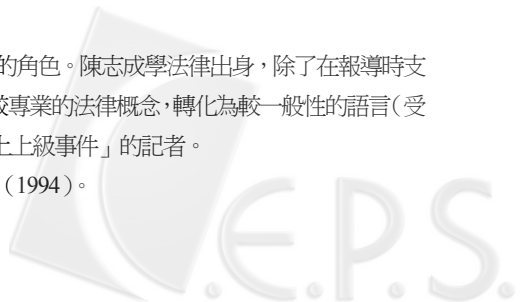 的角色。陳志成學法律出身，除了在報導時支
較專業的法律概念，轉化為較一般性的語言（受
上上級事件」的記者。
（1994）。
C.E.P.S.